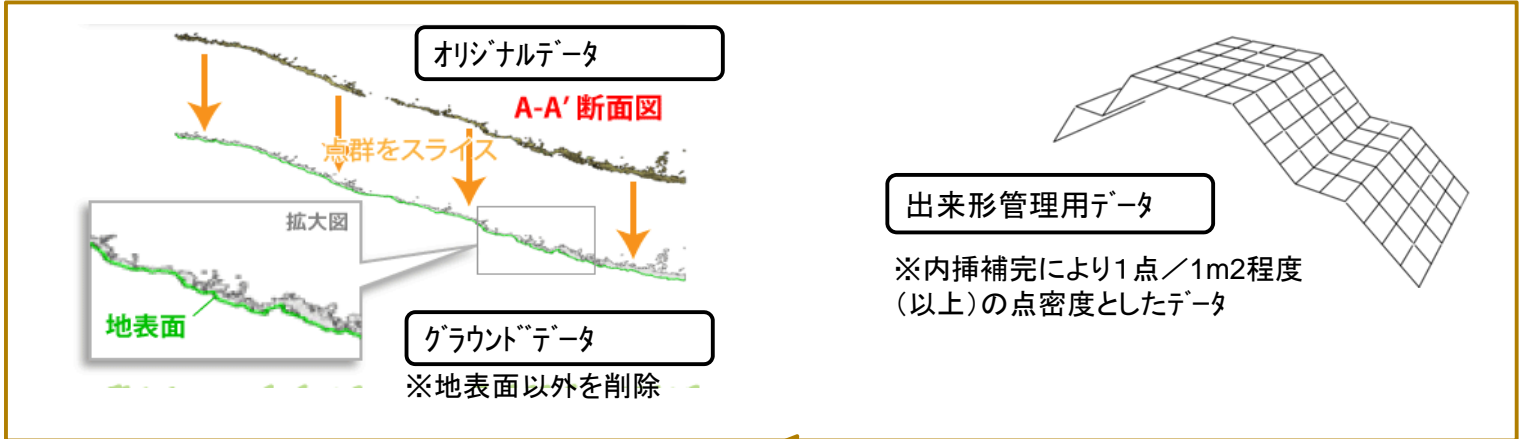 オリジナルデータ
A-A' 断面図
点群をスライス
拡大図
地表面
グラウンドデータ
※地表面以外を削除
出来形管理用データ
※内挿補完により1点／1m2程度
（以上）の点密度としたデータ